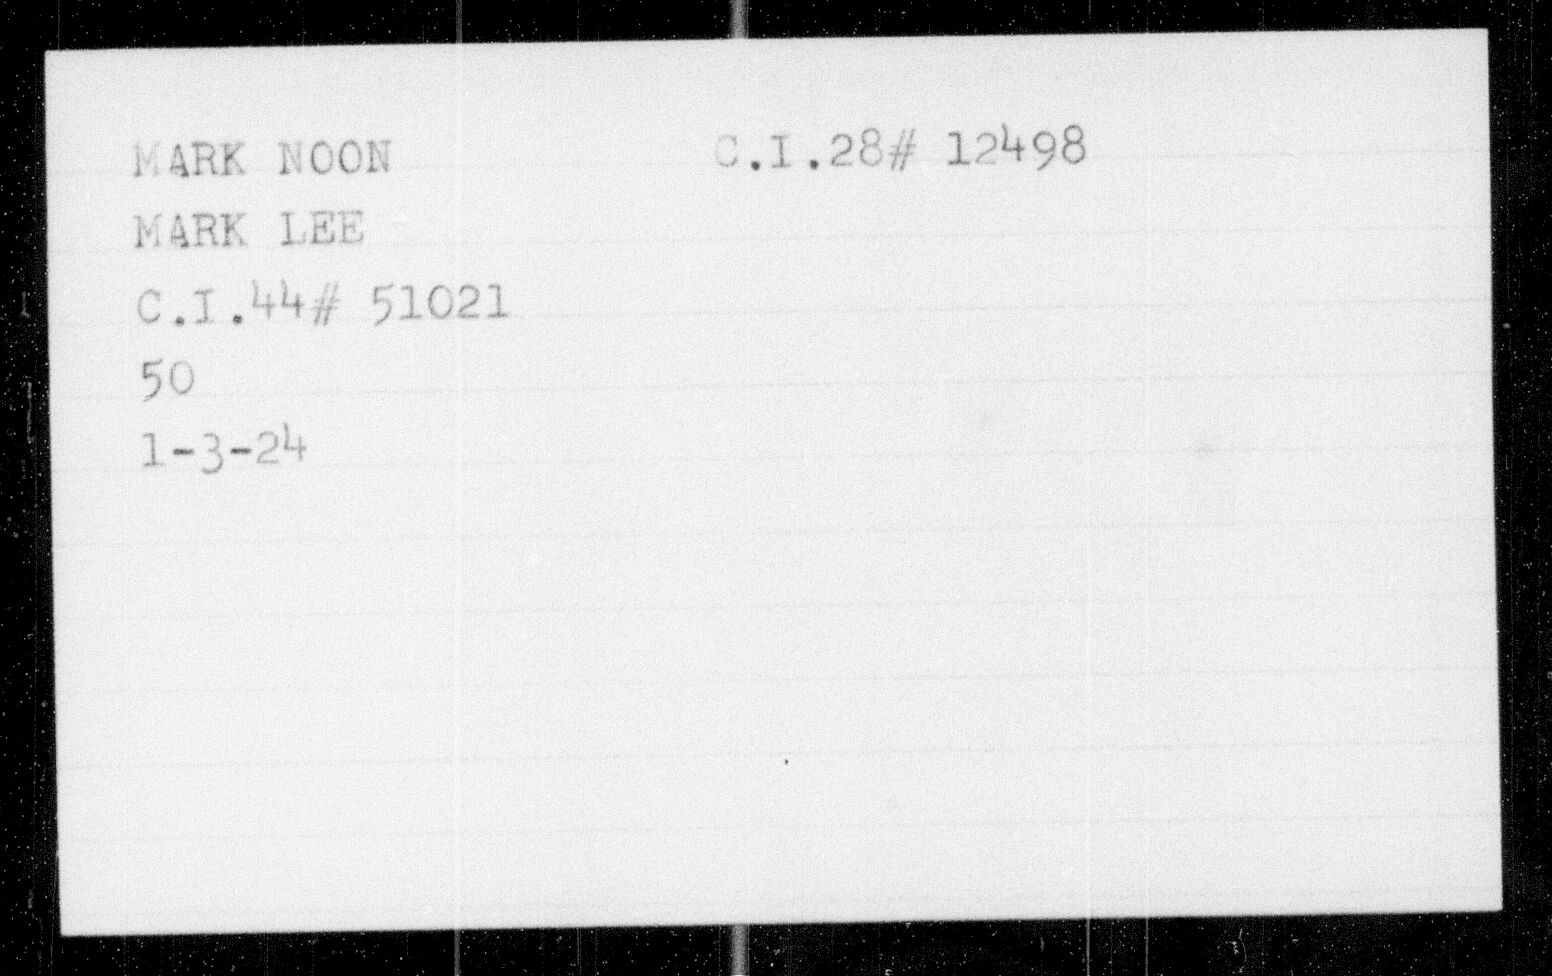 MARK NOON C.I.28# 12498
MARK LEE
C.I.44# 51021
50
1-3-24